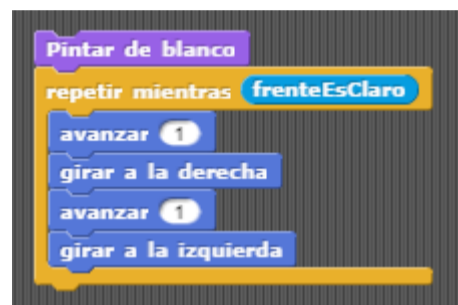 Pintar de blanco
repetir mientras frenteEsClaro
avanzar 1
girar a la derecha
avanzar 1
girar a la izquierda